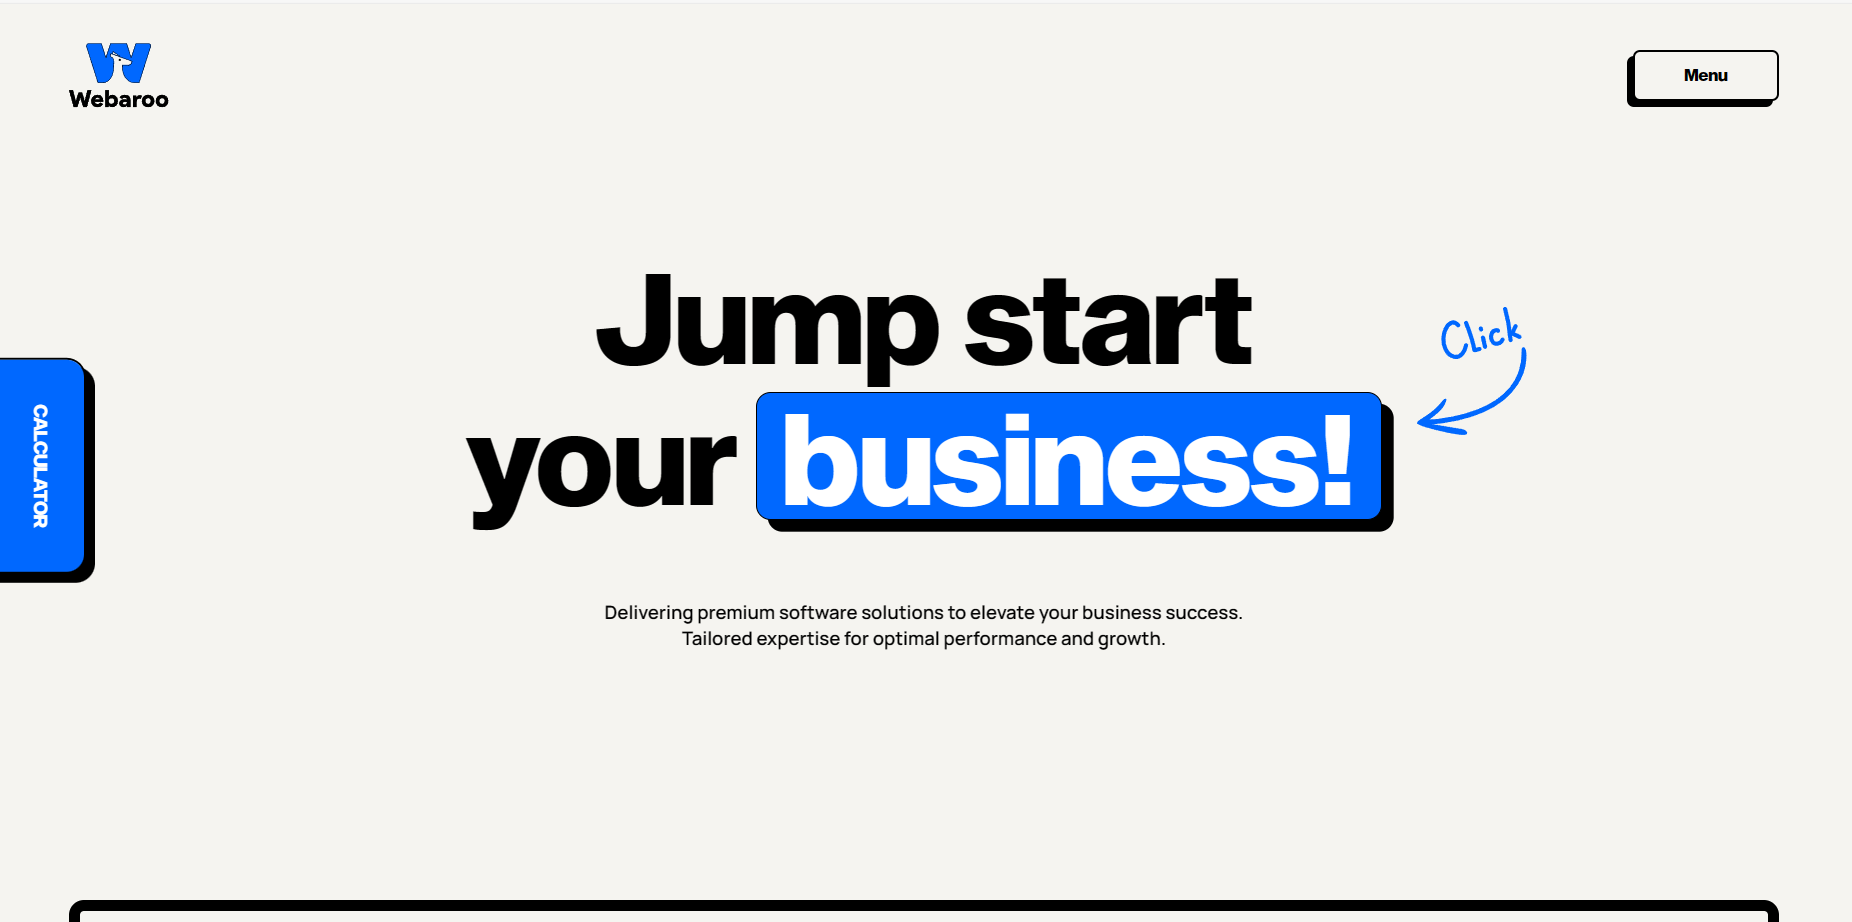 Webaroo
Menu
Jump start
your business!
Click
CALCULATOR
Delivering premium software solutions to elevate your business success.
Tailored expertise for optimal performance and growth.